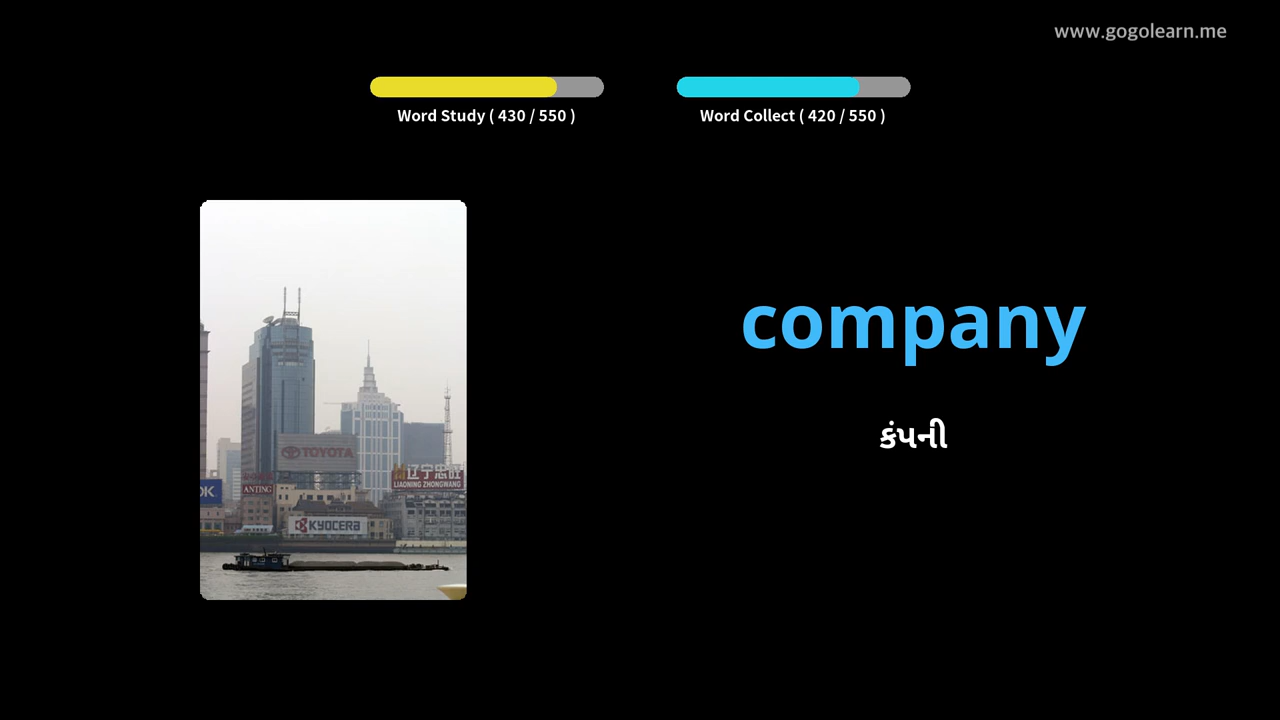 www.gogolearn.me
Word Study ( 430 / 550 )
Word Collect ( 420 / 550 )
company
કંપની
TOYOTA
辽宁忠旺
LIAONING ZHONGWANG
ANTING
KYOCERA